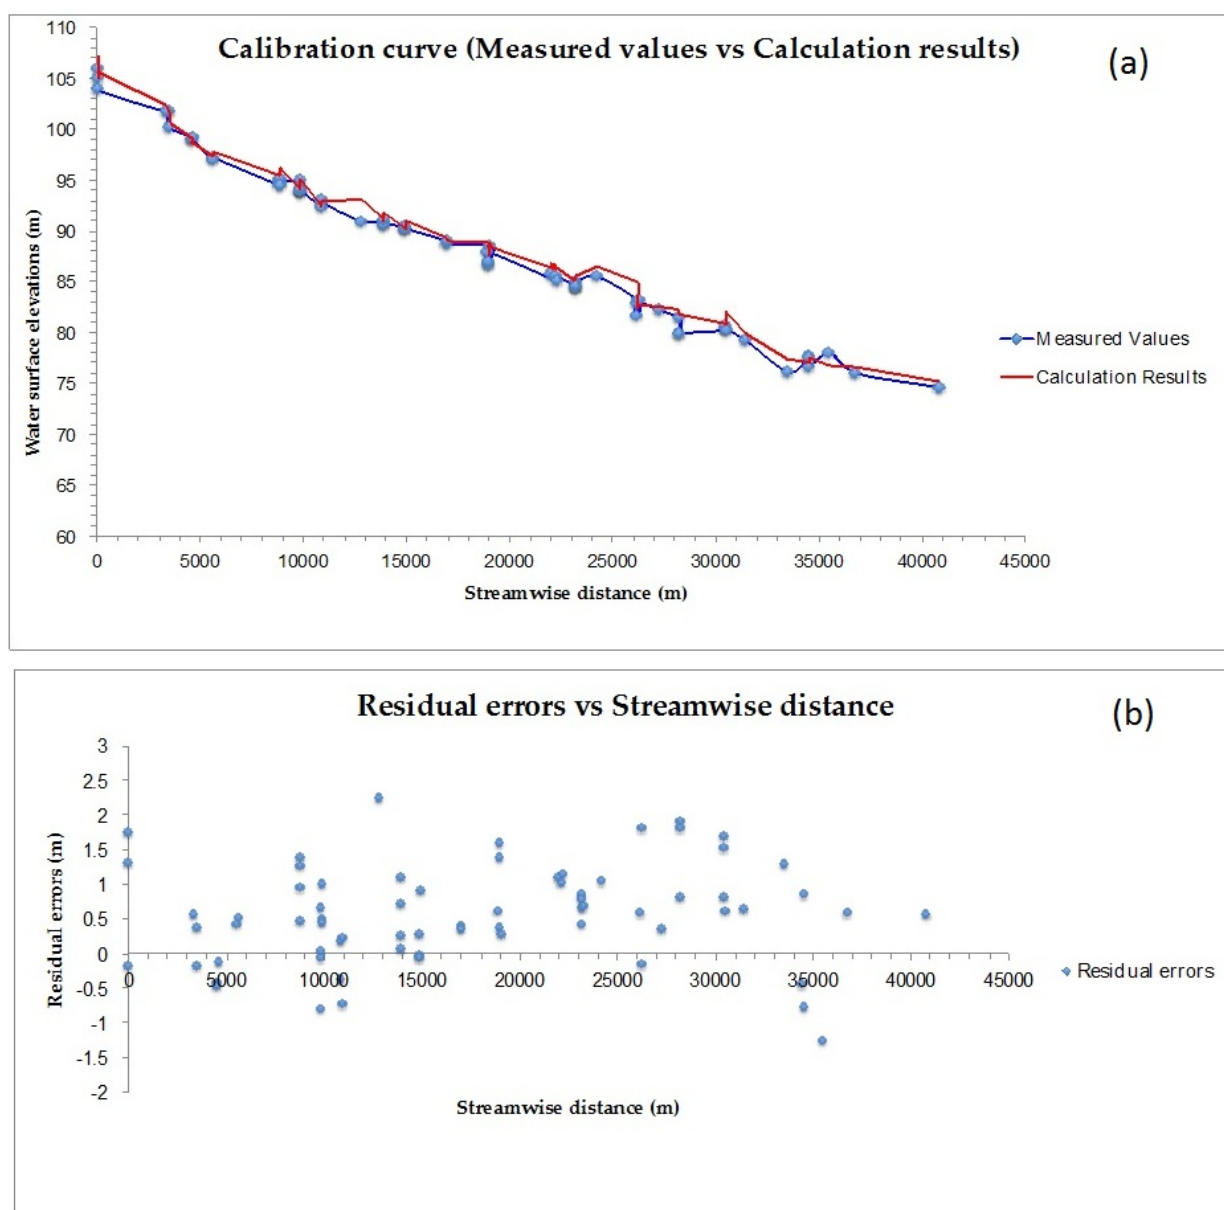 Calibration curve (Measured values vs Calculation results)
(a)
110
105
100
95
90
85
80
75
70
65
60
Water surface elevations (m)
0 5000 10000 15000 20000 25000 30000 35000 40000 45000
Streamwise distance (m)
Measured Values
Calculation Results
Residual errors vs Streamwise distance
(b)
3
2.5
2
1.5
1
0.5
0
-0.5
-1
-1.5
-2
Residual errors (m)
0 5000 10000 15000 20000 25000 30000 35000 40000 45000
Streamwise distance (m)
Residual errors